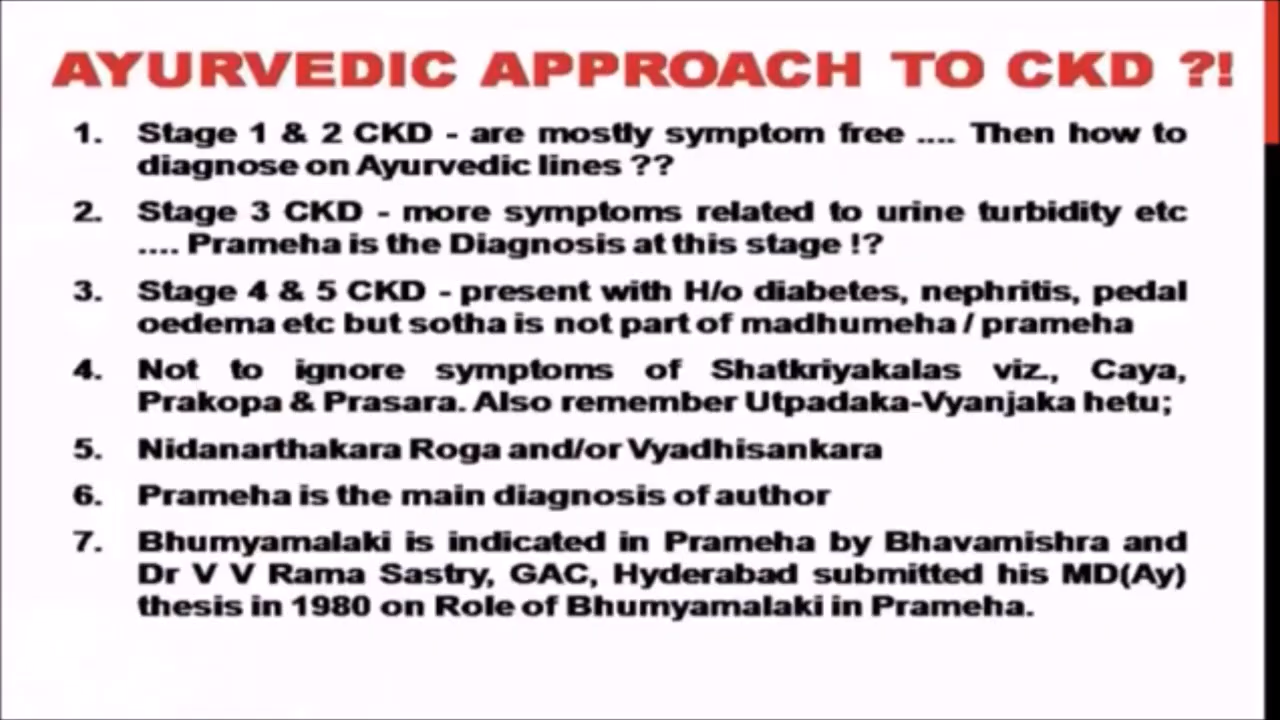 AYURVEDIC APPROACH TO CKD ?!
1. Stage 1 & 2 CKD - are mostly symptom free .... Then how to
diagnose on Ayurvedic lines ??
2. Stage 3 CKD - more symptoms related to urine turbidity etc
.... Prameha is the Diagnosis at this stage !?
3. Stage 4 & 5 CKD - present with H/o diabetes, nephritis, pedal
oedema etc but sotha is not part of madhumeha / prameha
4. Not to ignore symptoms of Shatkriyakalas viz., Caya,
Prakopa & Prasara. Also remember Utpadaka-Vyanjaka hetu;
5. Nidanarthakara Roga and/or Vyadhisankara
6. Prameha is the main diagnosis of author
7. Bhumyamalaki is indicated in Prameha by Bhavamishra and
Dr V V Rama Sastry, GAC, Hyderabad submitted his MD(Ay)
thesis in 1980 on Role of Bhumyamalaki in Prameha.